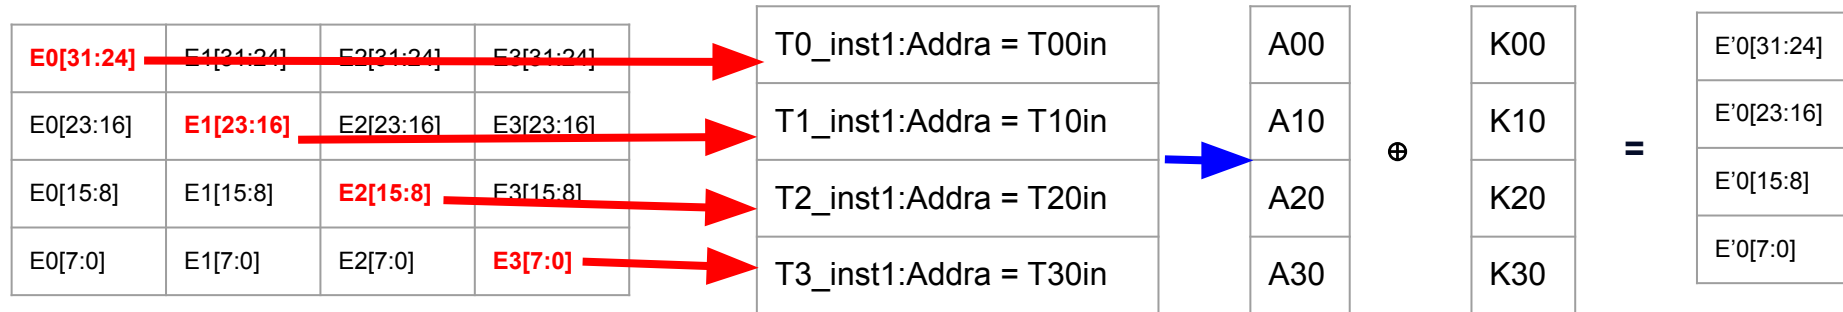 E0[31:24] E1[31:24] E2[31:24] E3[31:24] T0_inst1:Addra = T00in A00 K00 E'0[31:24]
E0[23:16] E1[23:16] E2[23:16] E3[23:16] T1_inst1:Addra = T10in A10 ⊕ K10 = E'0[23:16]
E0[15:8] E1[15:8] E2[15:8] E3[15:8] T2_inst1:Addra = T20in A20 K20 E'0[15:8]
E0[7:0] E1[7:0] E2[7:0] E3[7:0] T3_inst1:Addra = T30in A30 K30 E'0[7:0]